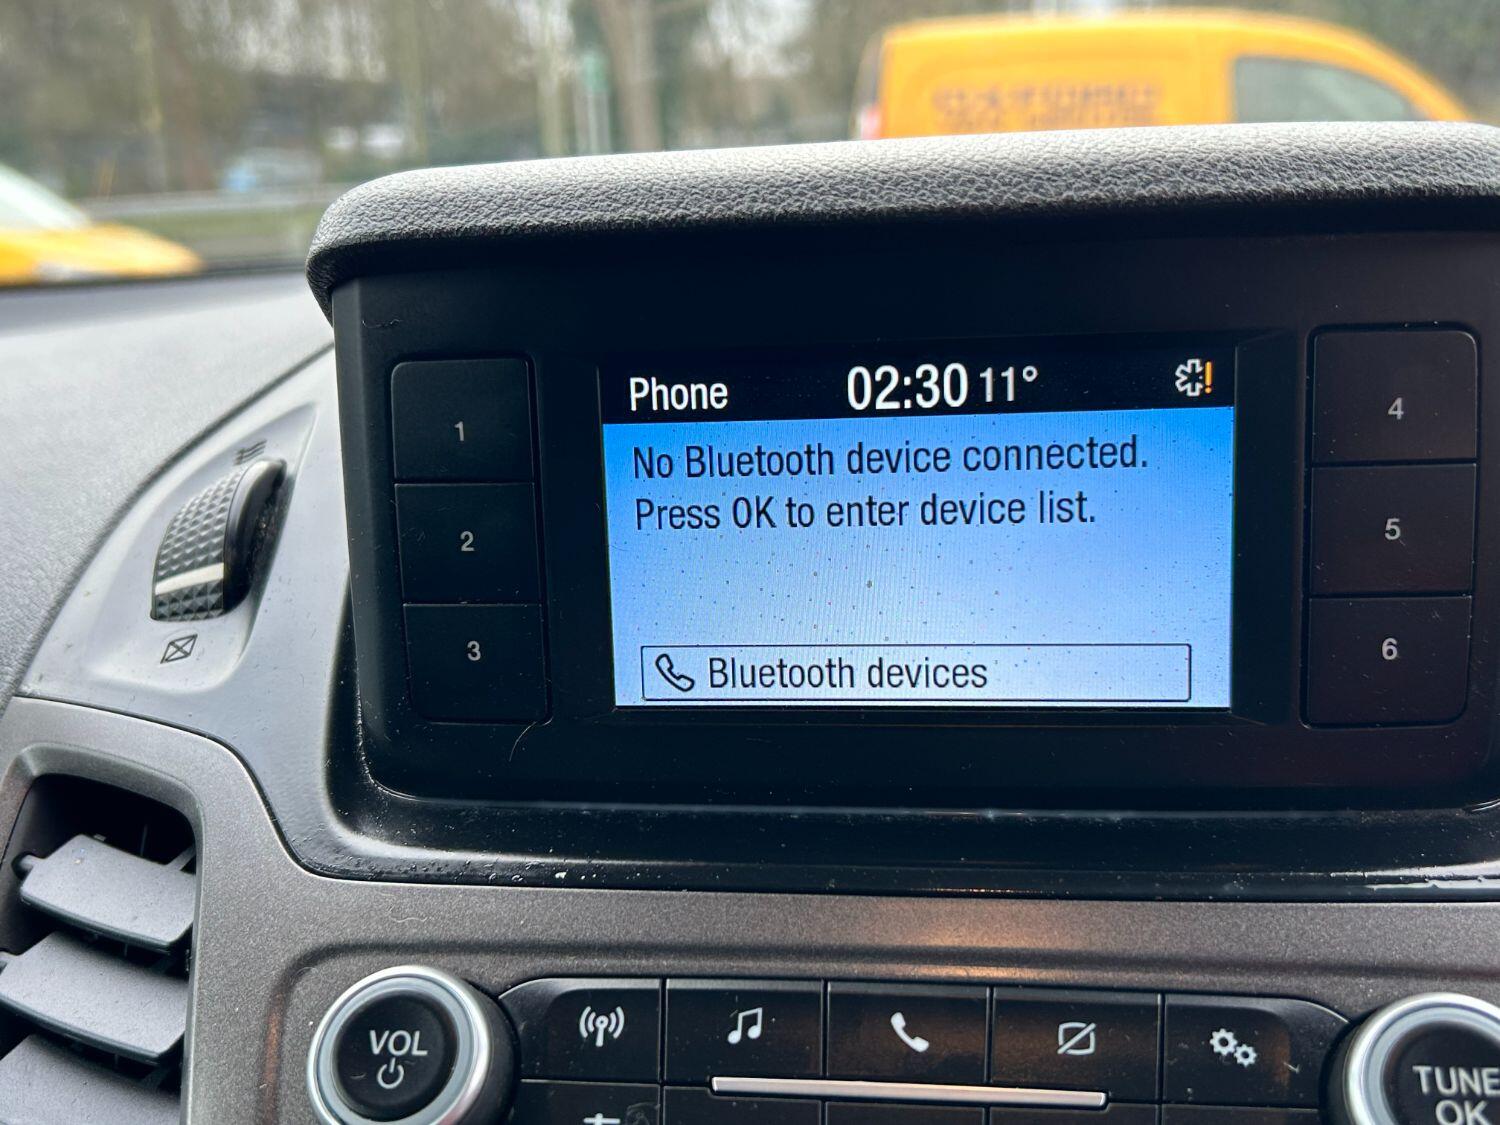 Phone 02:30 11° !
No Bluetooth device connected.
Press OK to enter device list.
Bluetooth devices
1
2
3
4
5
6
VOL
TUNE
OK